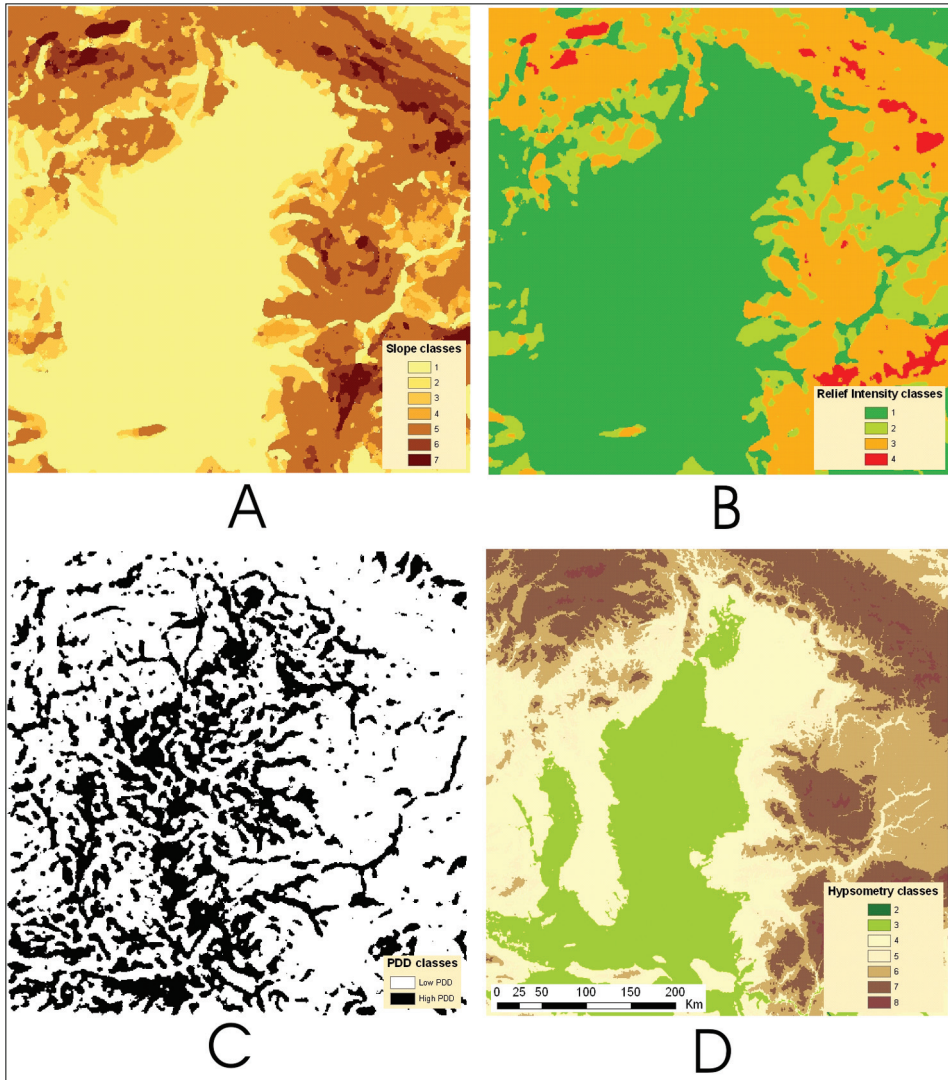 Slope classes
1
2
3
4
5
6
7
A
Relief Intensity classes
1
2
3
4
B
PDD classes
Low PDD
High PDD
C
Hypsometry classes
2
3
4
5
6
7
8
0 25 50 100 150 200
Km
D